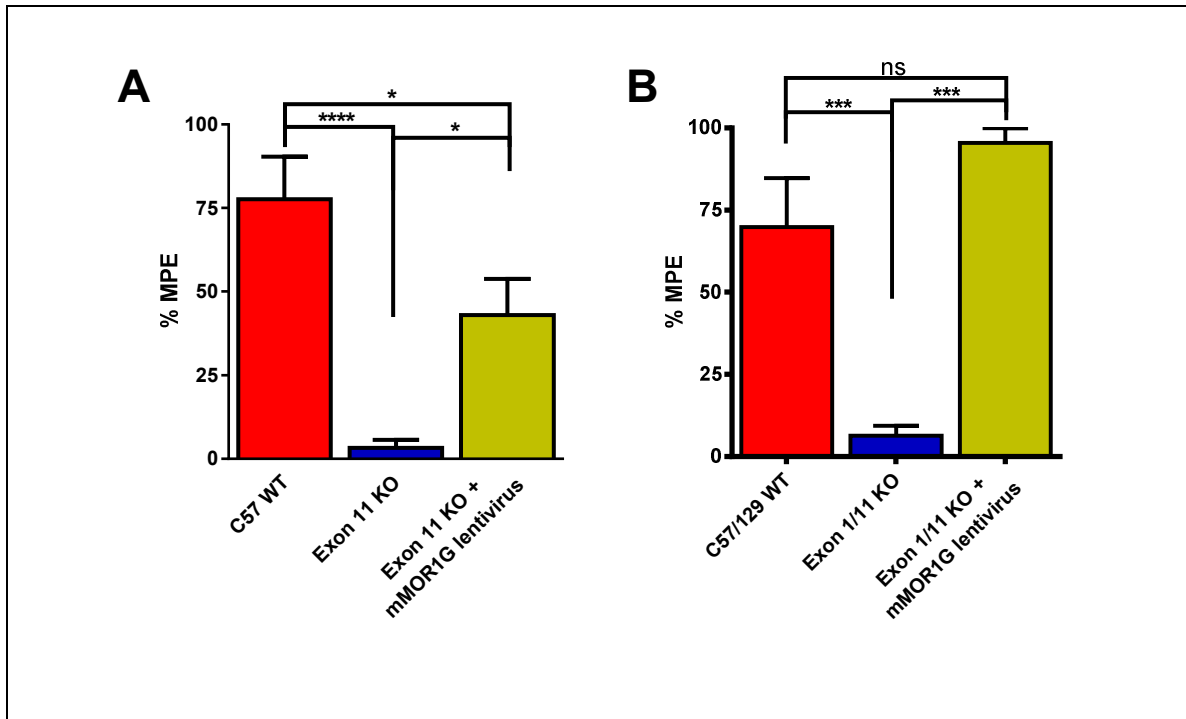 A
*
****
*
100
75
50
25
0
% MPE
C57 WT
Exon 11 KO
Exon 11 KO +
mMOR1G lentivirus
B
ns
***
***
100
75
50
25
0
% MPE
C57/129 WT
Exon 1/11 KO
Exon 1/11 KO +
mMOR1G lentivirus